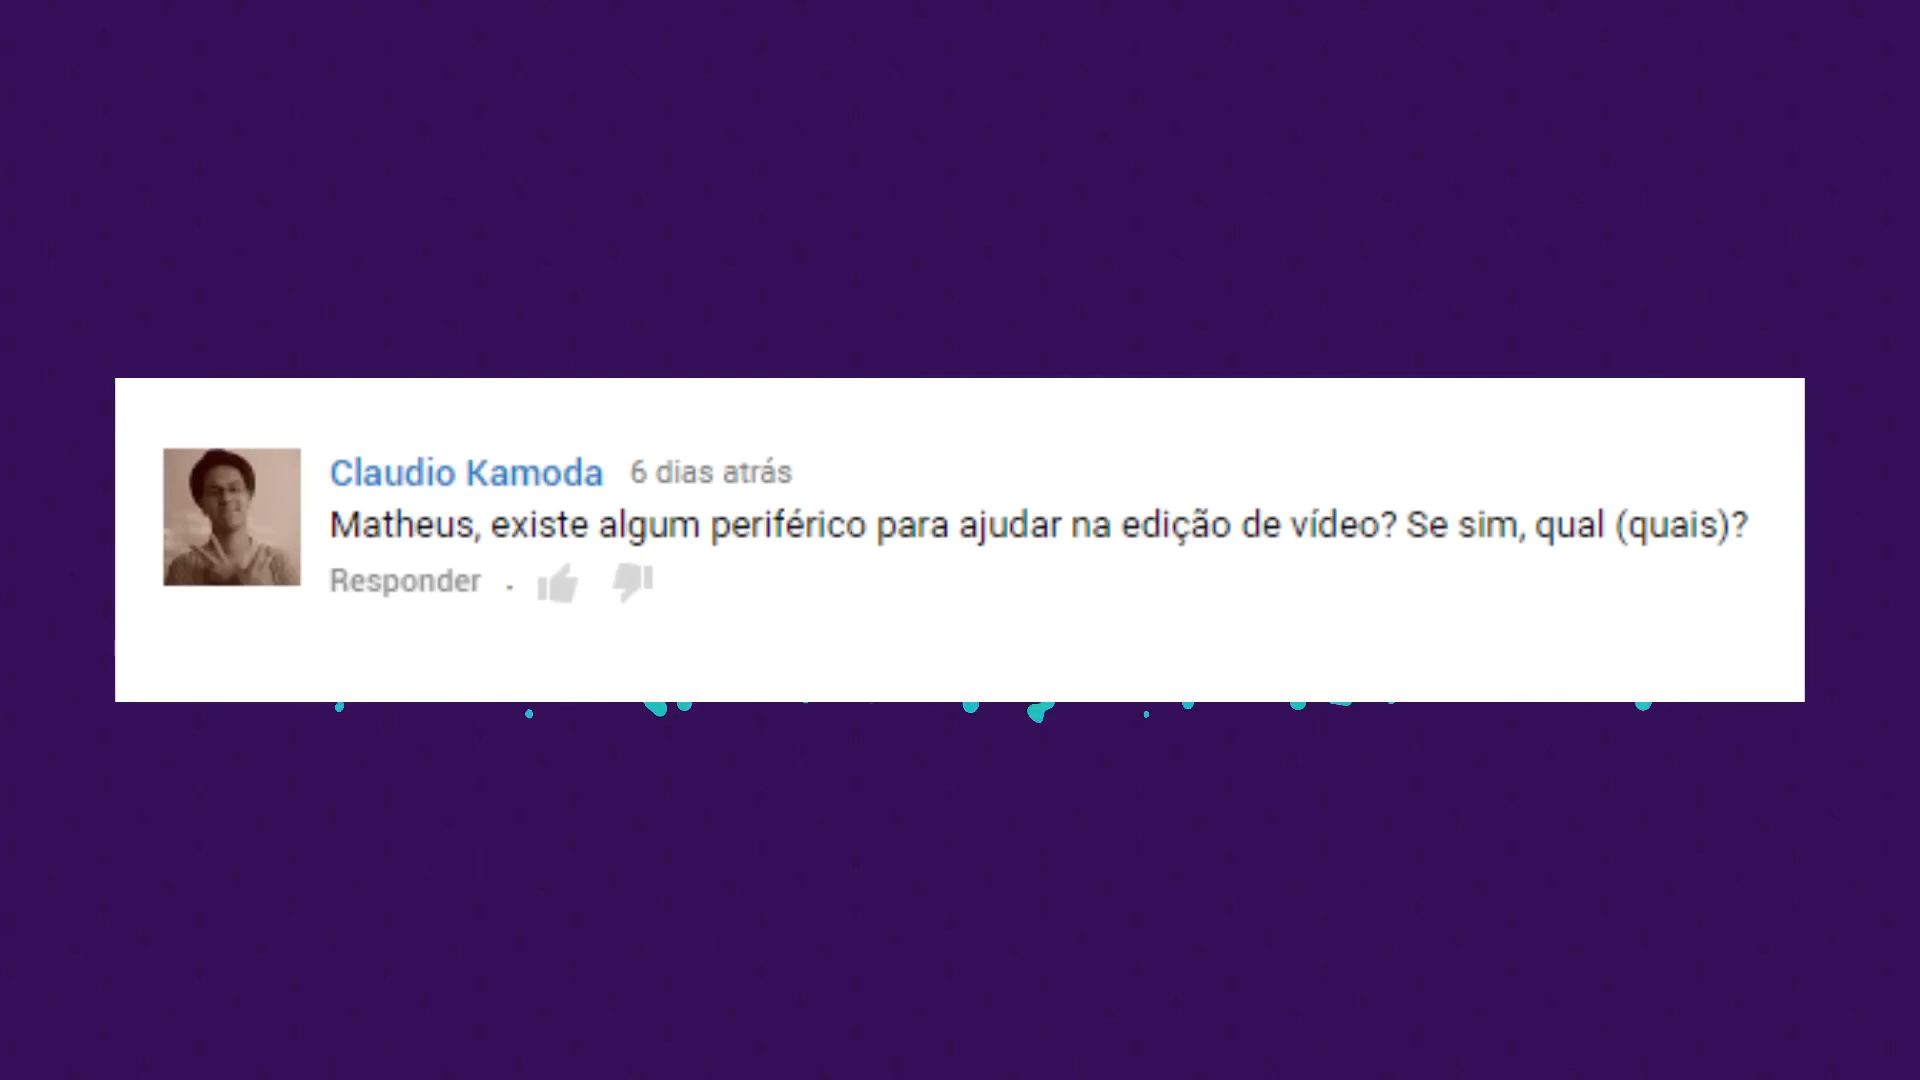 Claudio Kamoda 6 dias atrás
Matheus, existe algum periférico para ajudar na edição de vídeo? Se sim, qual (quais)?
Responder .